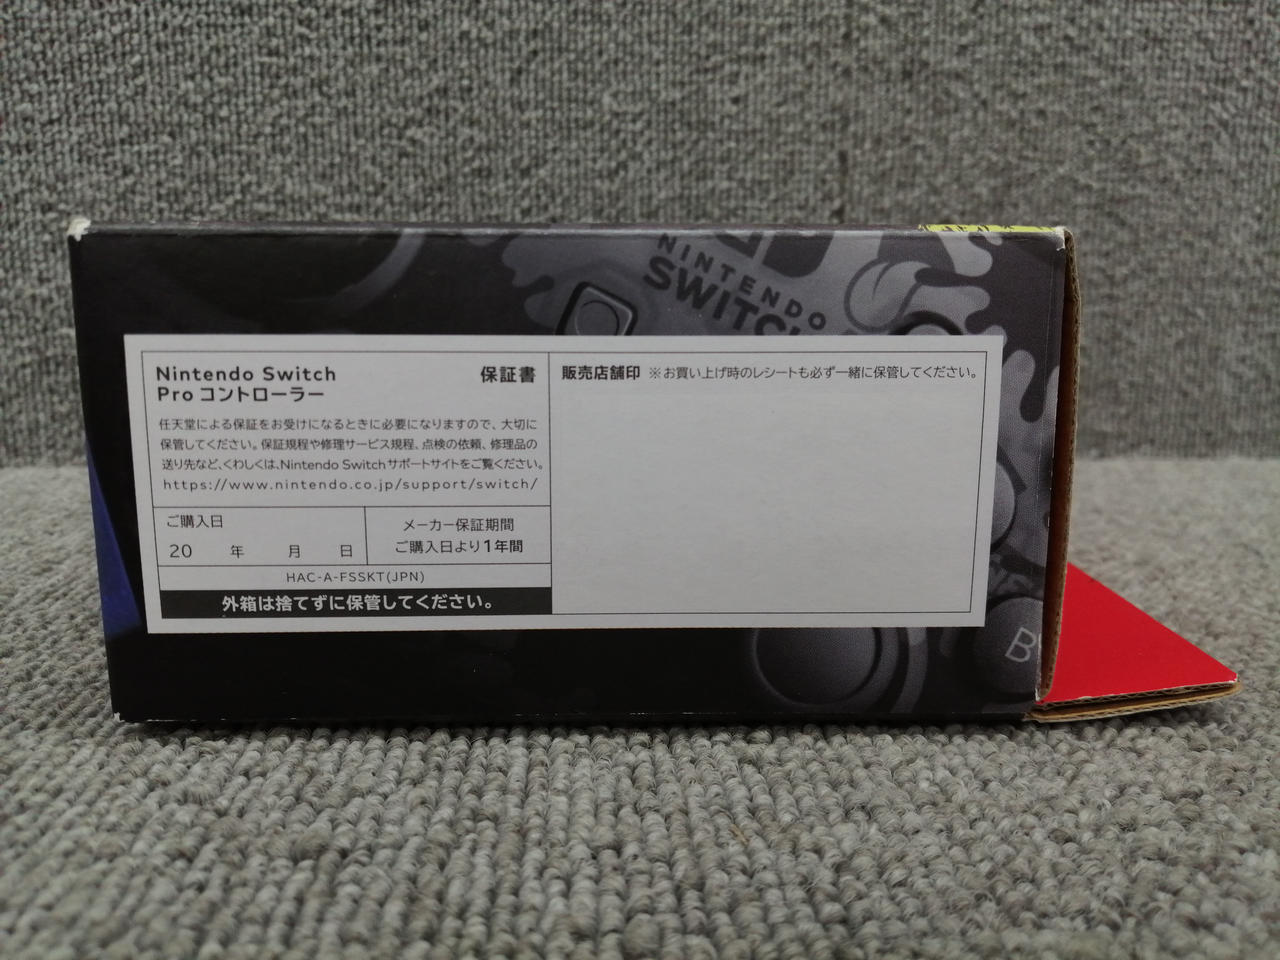 NINTENDO
SWITCH
Nintendo Switch
Pro コントローラー
保証書
任天堂による保証をお受けになるときに必要になりますので、大切に
保管してください。保証規程や修理サービス規程、点検の依頼、修理品の
送り先など、くわしくは、Nintendo Switchサポートサイトをご覧ください。
https://www.nintendo.co.jp/support/switch/
ご購入日
20 年 月 日
メーカー保証期間
ご購入日より1年間
HAC-A-FSSKT(JPN)
外箱は捨てずに保管してください。
販売店舗印 ※お買い上げ時のレシートも必ず一緒に保管してください。